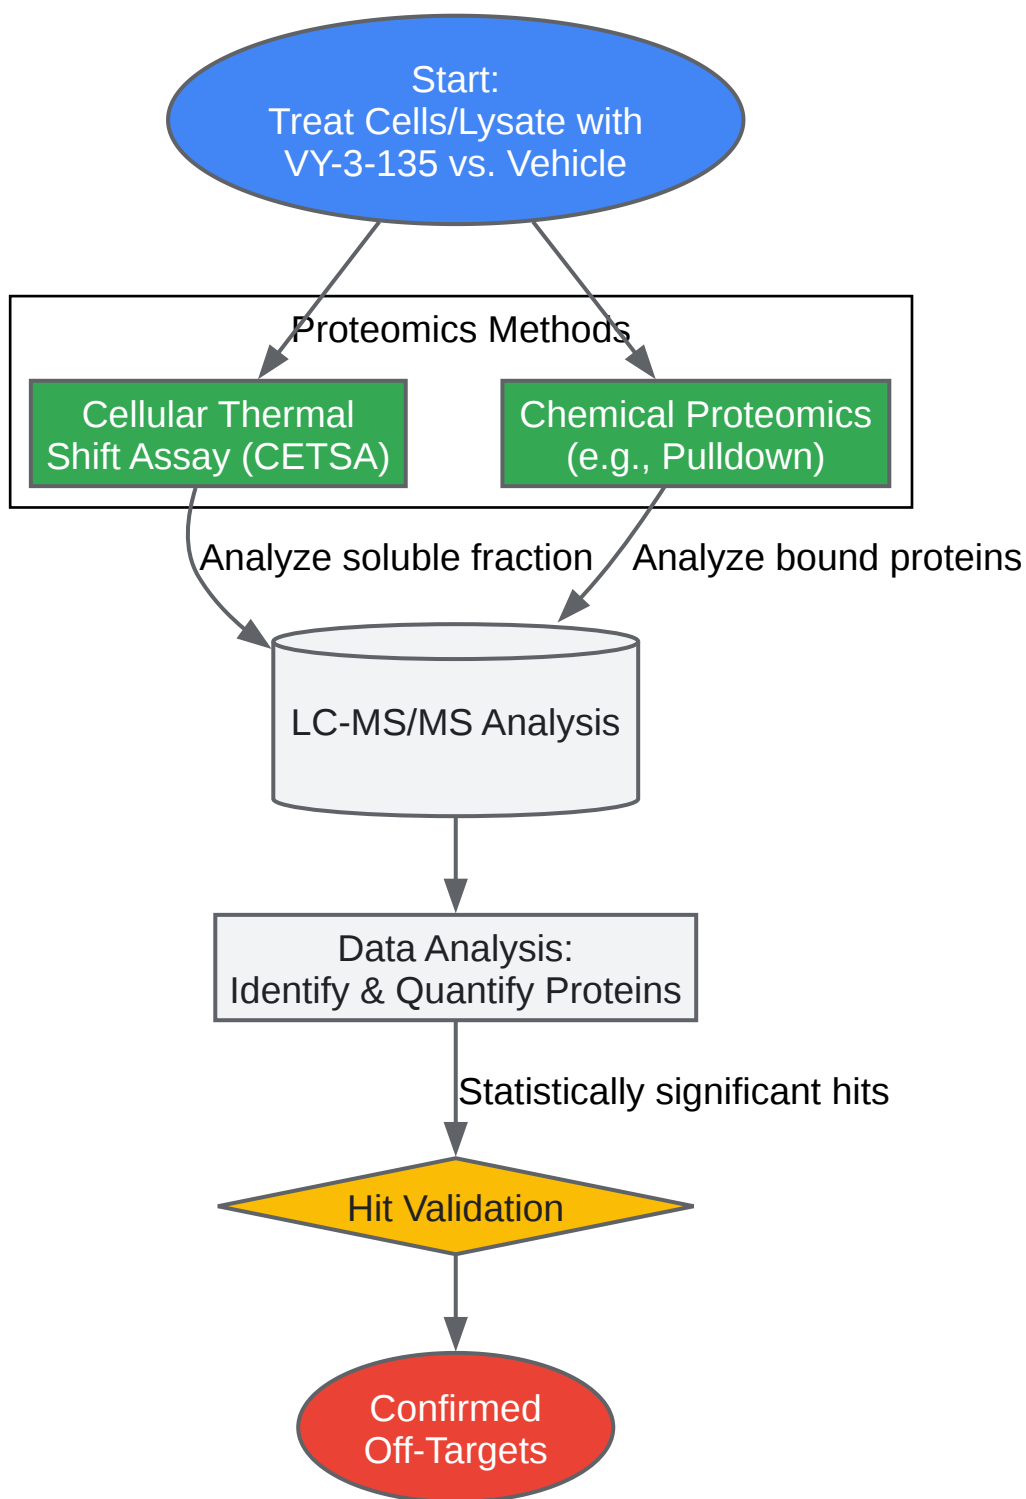 Start:
Treat Cells/Lysate with
VY-3-135 vs. Vehicle
Proteomics Methods
Cellular Thermal
Shift Assay (CETSA)
Chemical Proteomics
(e.g., Pulldown)
Analyze soluble fraction
Analyze bound proteins
LC-MS/MS Analysis
Data Analysis:
Identify & Quantify Proteins
Statistically significant hits
Hit Validation
Confirmed
Off-Targets